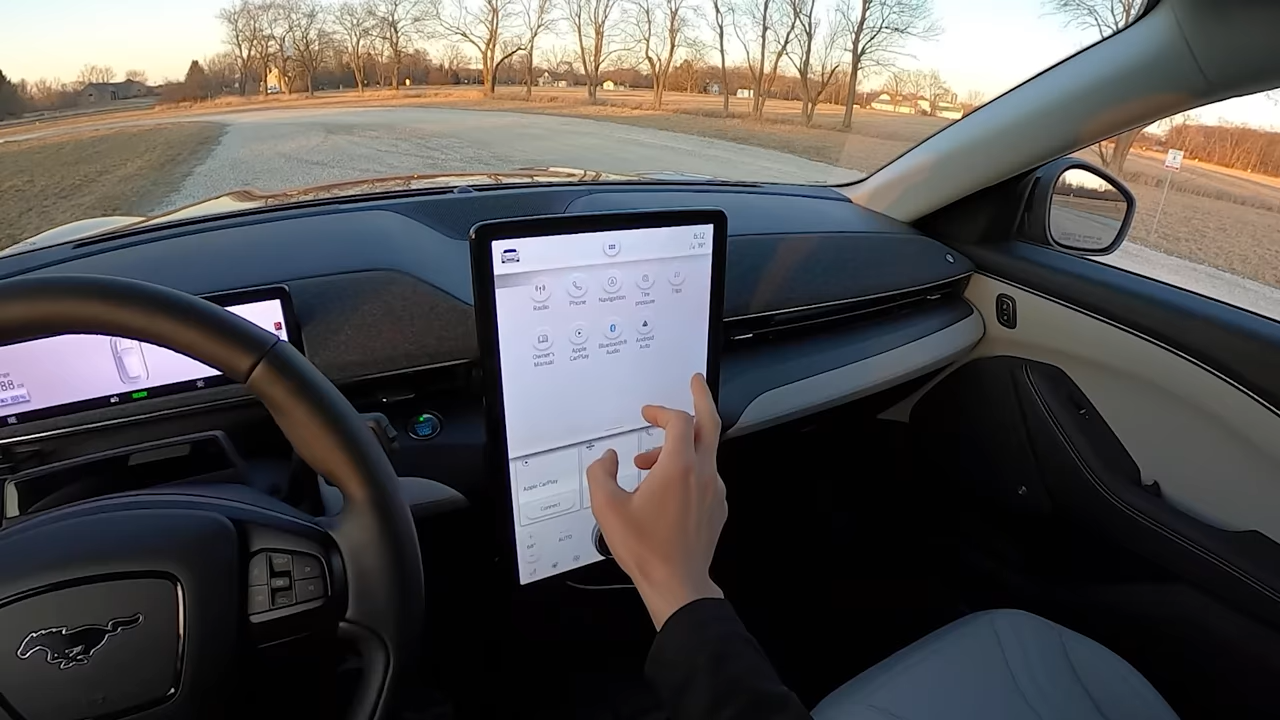 6:12
Radio
Phone
Navigation
Tire
pressure
Trips
Owner's
Manual
Apple
CarPlay
Bluetooth®
Audio
Android
Auto
Apple CarPlay
Connect
AUTO